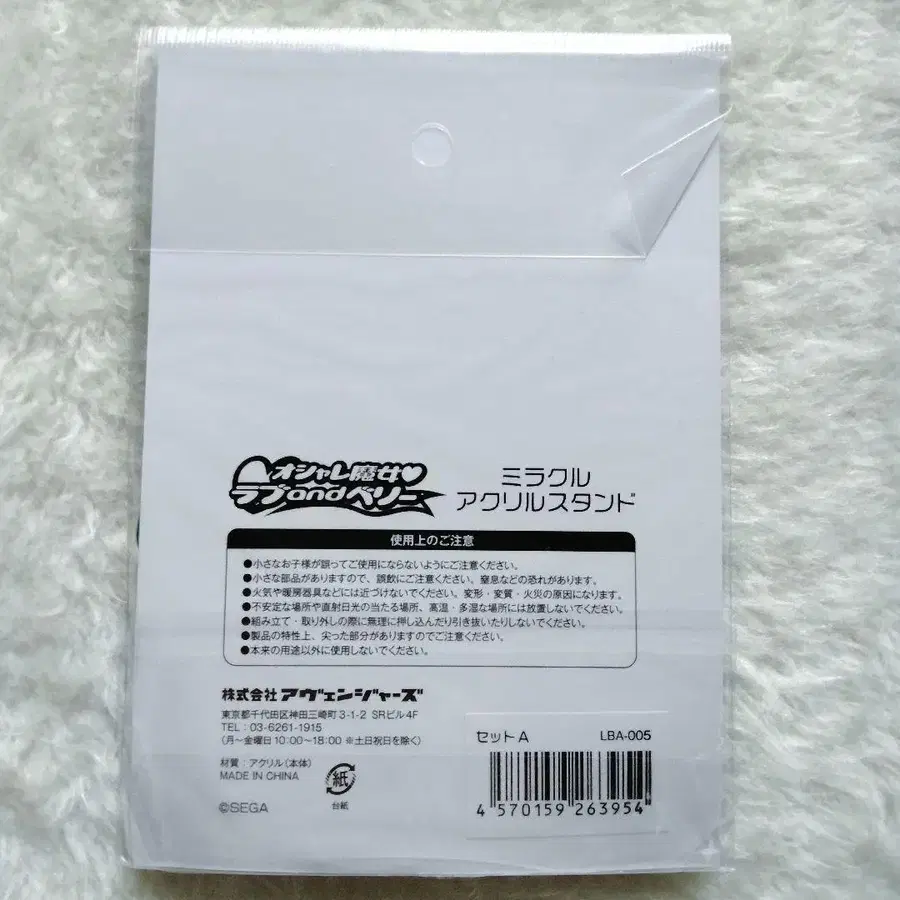 オシャレ魔女♥
ラブandベリー
ミラクル
アクリルスタンド
使用上のご注意
●小さなお子様が誤ってご使用にならないようにご注意ください。
●小さな部品がありますので、誤飲にご注意ください。窒息などの恐れがあります。
●火気や暖房器具などには近づけないでください。変形・変質・火災の原因になります。
●不安定な場所や直射日光の当たる場所、高温・多湿な場所には放置しないでください。
●組み立て・取り外しの際に無理に押し込んだり引き抜いたりしないでください。
●製品の特性上、尖った部分がありますのでご注意ください。
●本来の用途以外に使用しないでください。
株式会社アヴェンジャーズ
東京都千代田区神田三崎町3-1-2 SRビル4F
TEL：03-6261-1915
(月～金曜日10:00～18:00 ※土日祝日を除く)
材質：アクリル(本体)
MADE IN CHINA
紙
台紙
©SEGA
セットA LBA-005
4 570159 263954